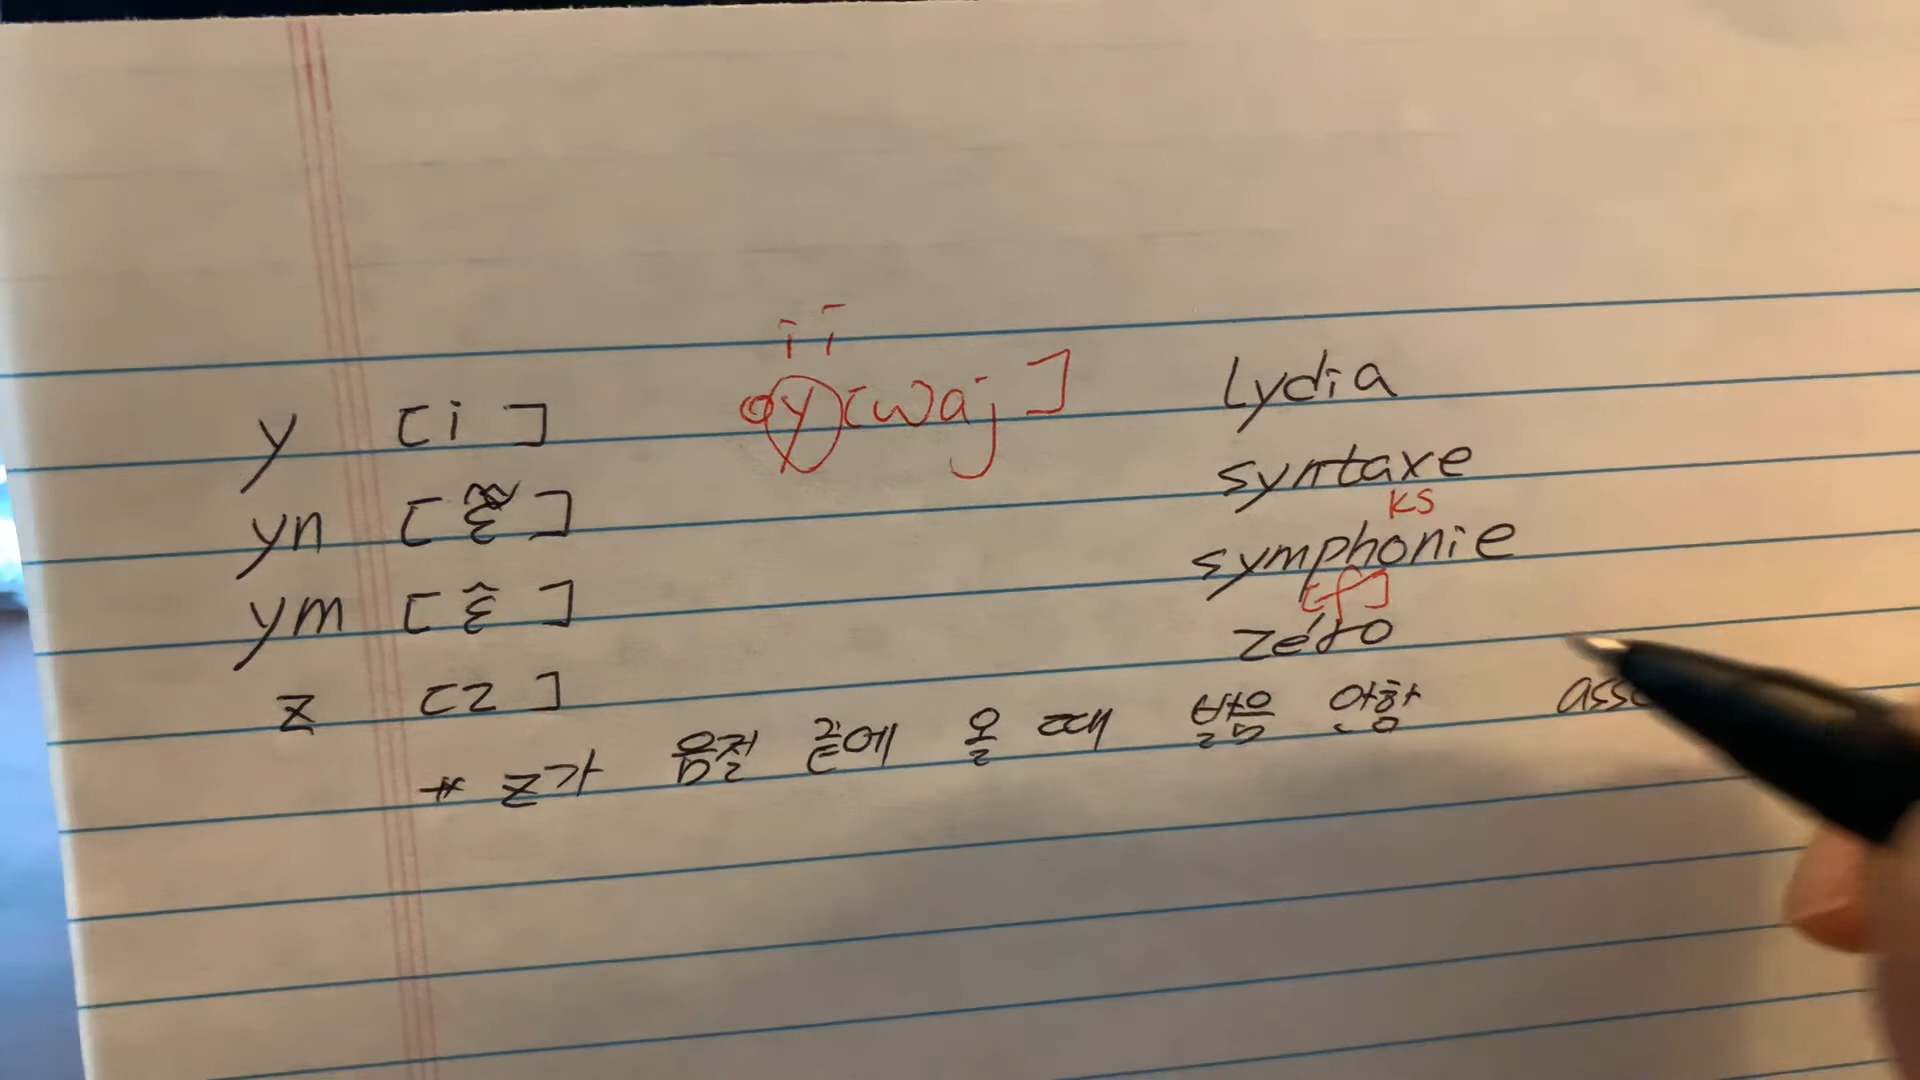 ii
y [i] oy [waj] Lydia
yn [ɛ̃] syntaxe
ks
ym [ɛ̃] symphonie
[f]
zéro
z [z]
* z가 음절 끝에 올 때 발음 안함